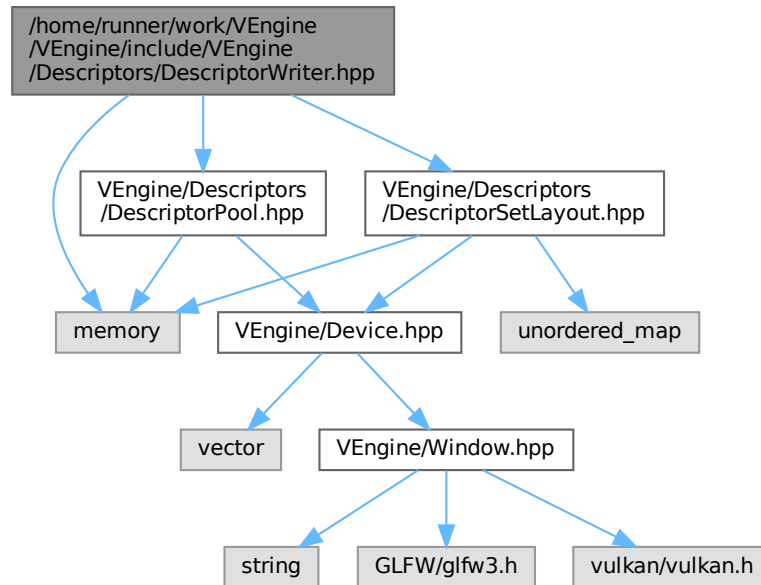 /home/runner/work/VEngine
/VEngine/include/VEngine
/Descriptors/DescriptorWriter.hpp
VEngine/Descriptors
/DescriptorPool.hpp
VEngine/Descriptors
/DescriptorSetLayout.hpp
memory
VEngine/Device.hpp
unordered_map
vector
VEngine/Window.hpp
string
GLFW/glfw3.h
vulkan/vulkan.h